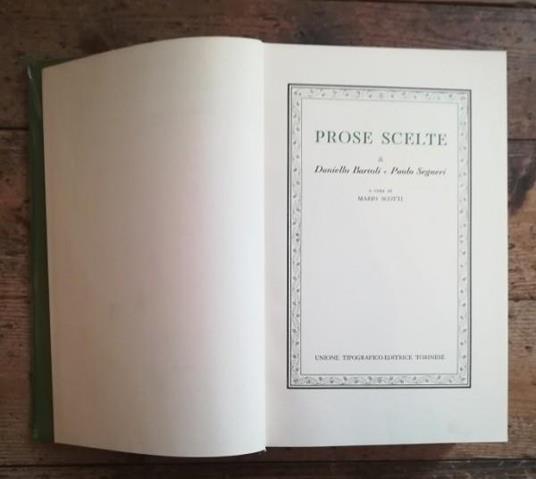 PROSE SCELTE
di
Daniello Bartoli e Paolo Segneri
a cura di
MARIO SCOTTI
UNIONE TIPOGRAFICO-EDITRICE TORINESE